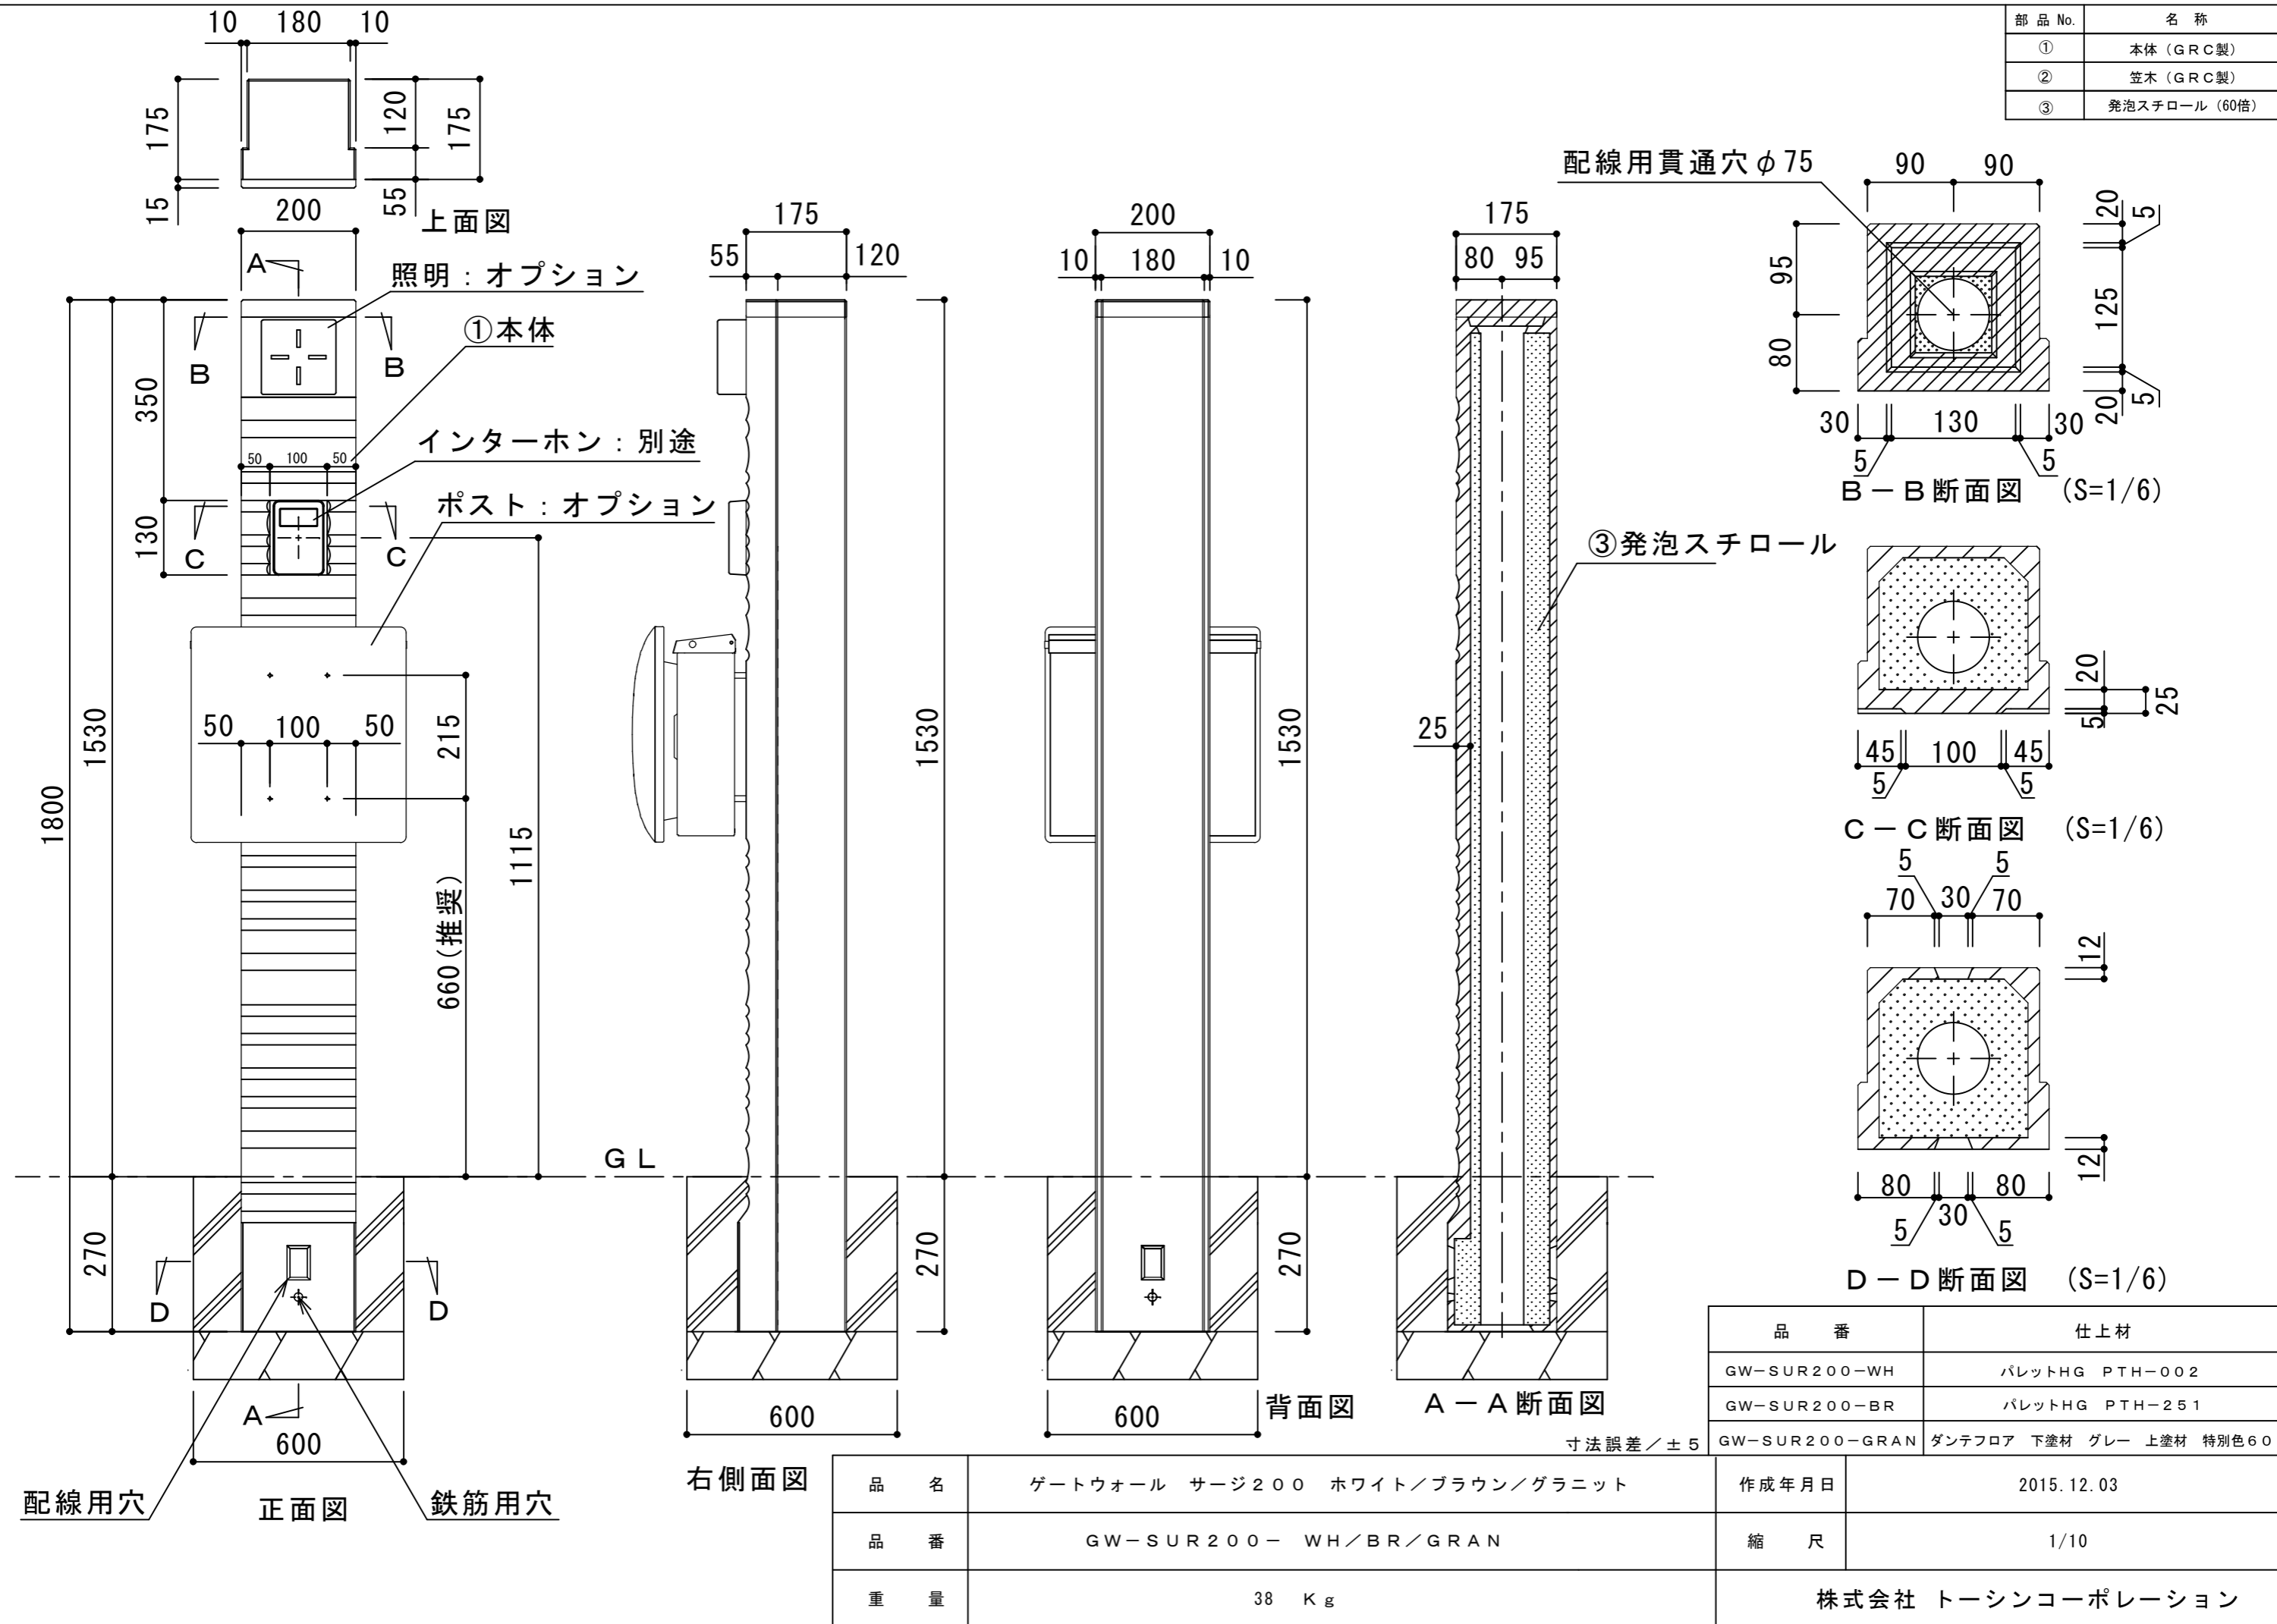 部品No. 名称
① 本体(GRC製)
② 笠木(GRC製)
③ 発泡スチロール(60倍)
10 180 10
175
15
120
55
175
上面図
200
A
照明:オプション
①本体
B B
350
インターホン:別途
50 100 50
ポスト:オプション
130
C C
50 100 50
215
1530
1800
1115
660(推奨)
GL
270
D D
A
600
配線用穴
正面図
鉄筋用穴
175
55 120
1530
270
600
右側面図
200
10 180 10
1530
270
600
背面図
175
80 95
③発泡スチロール
25
A-A断面図
配線用貫通穴φ75
90 90
95
80
20
5
125
20
5
30 130 30
5 5
B-B断面図 (S=1/6)
20
25
5
45 100 45
5 5
C-C断面図 (S=1/6)
5 5
70 30 70
12
12
80 80
5 30 5
D-D断面図 (S=1/6)
寸法誤差/±5
品番 仕上材
GW-SUR200-WH パレットHG PTH-002
GW-SUR200-BR パレットHG PTH-251
GW-SUR200-GRAN ダンテフロア 下塗材 グレー 上塗材 特別色60
品名 ゲートウォール サージ200 ホワイト/ブラウン/グラニット 作成年月日 2015.12.03
品番 GW-SUR200- WH/BR/GRAN 縮尺 1/10
重量 38 Kg 株式会社 トーシンコーポレーション